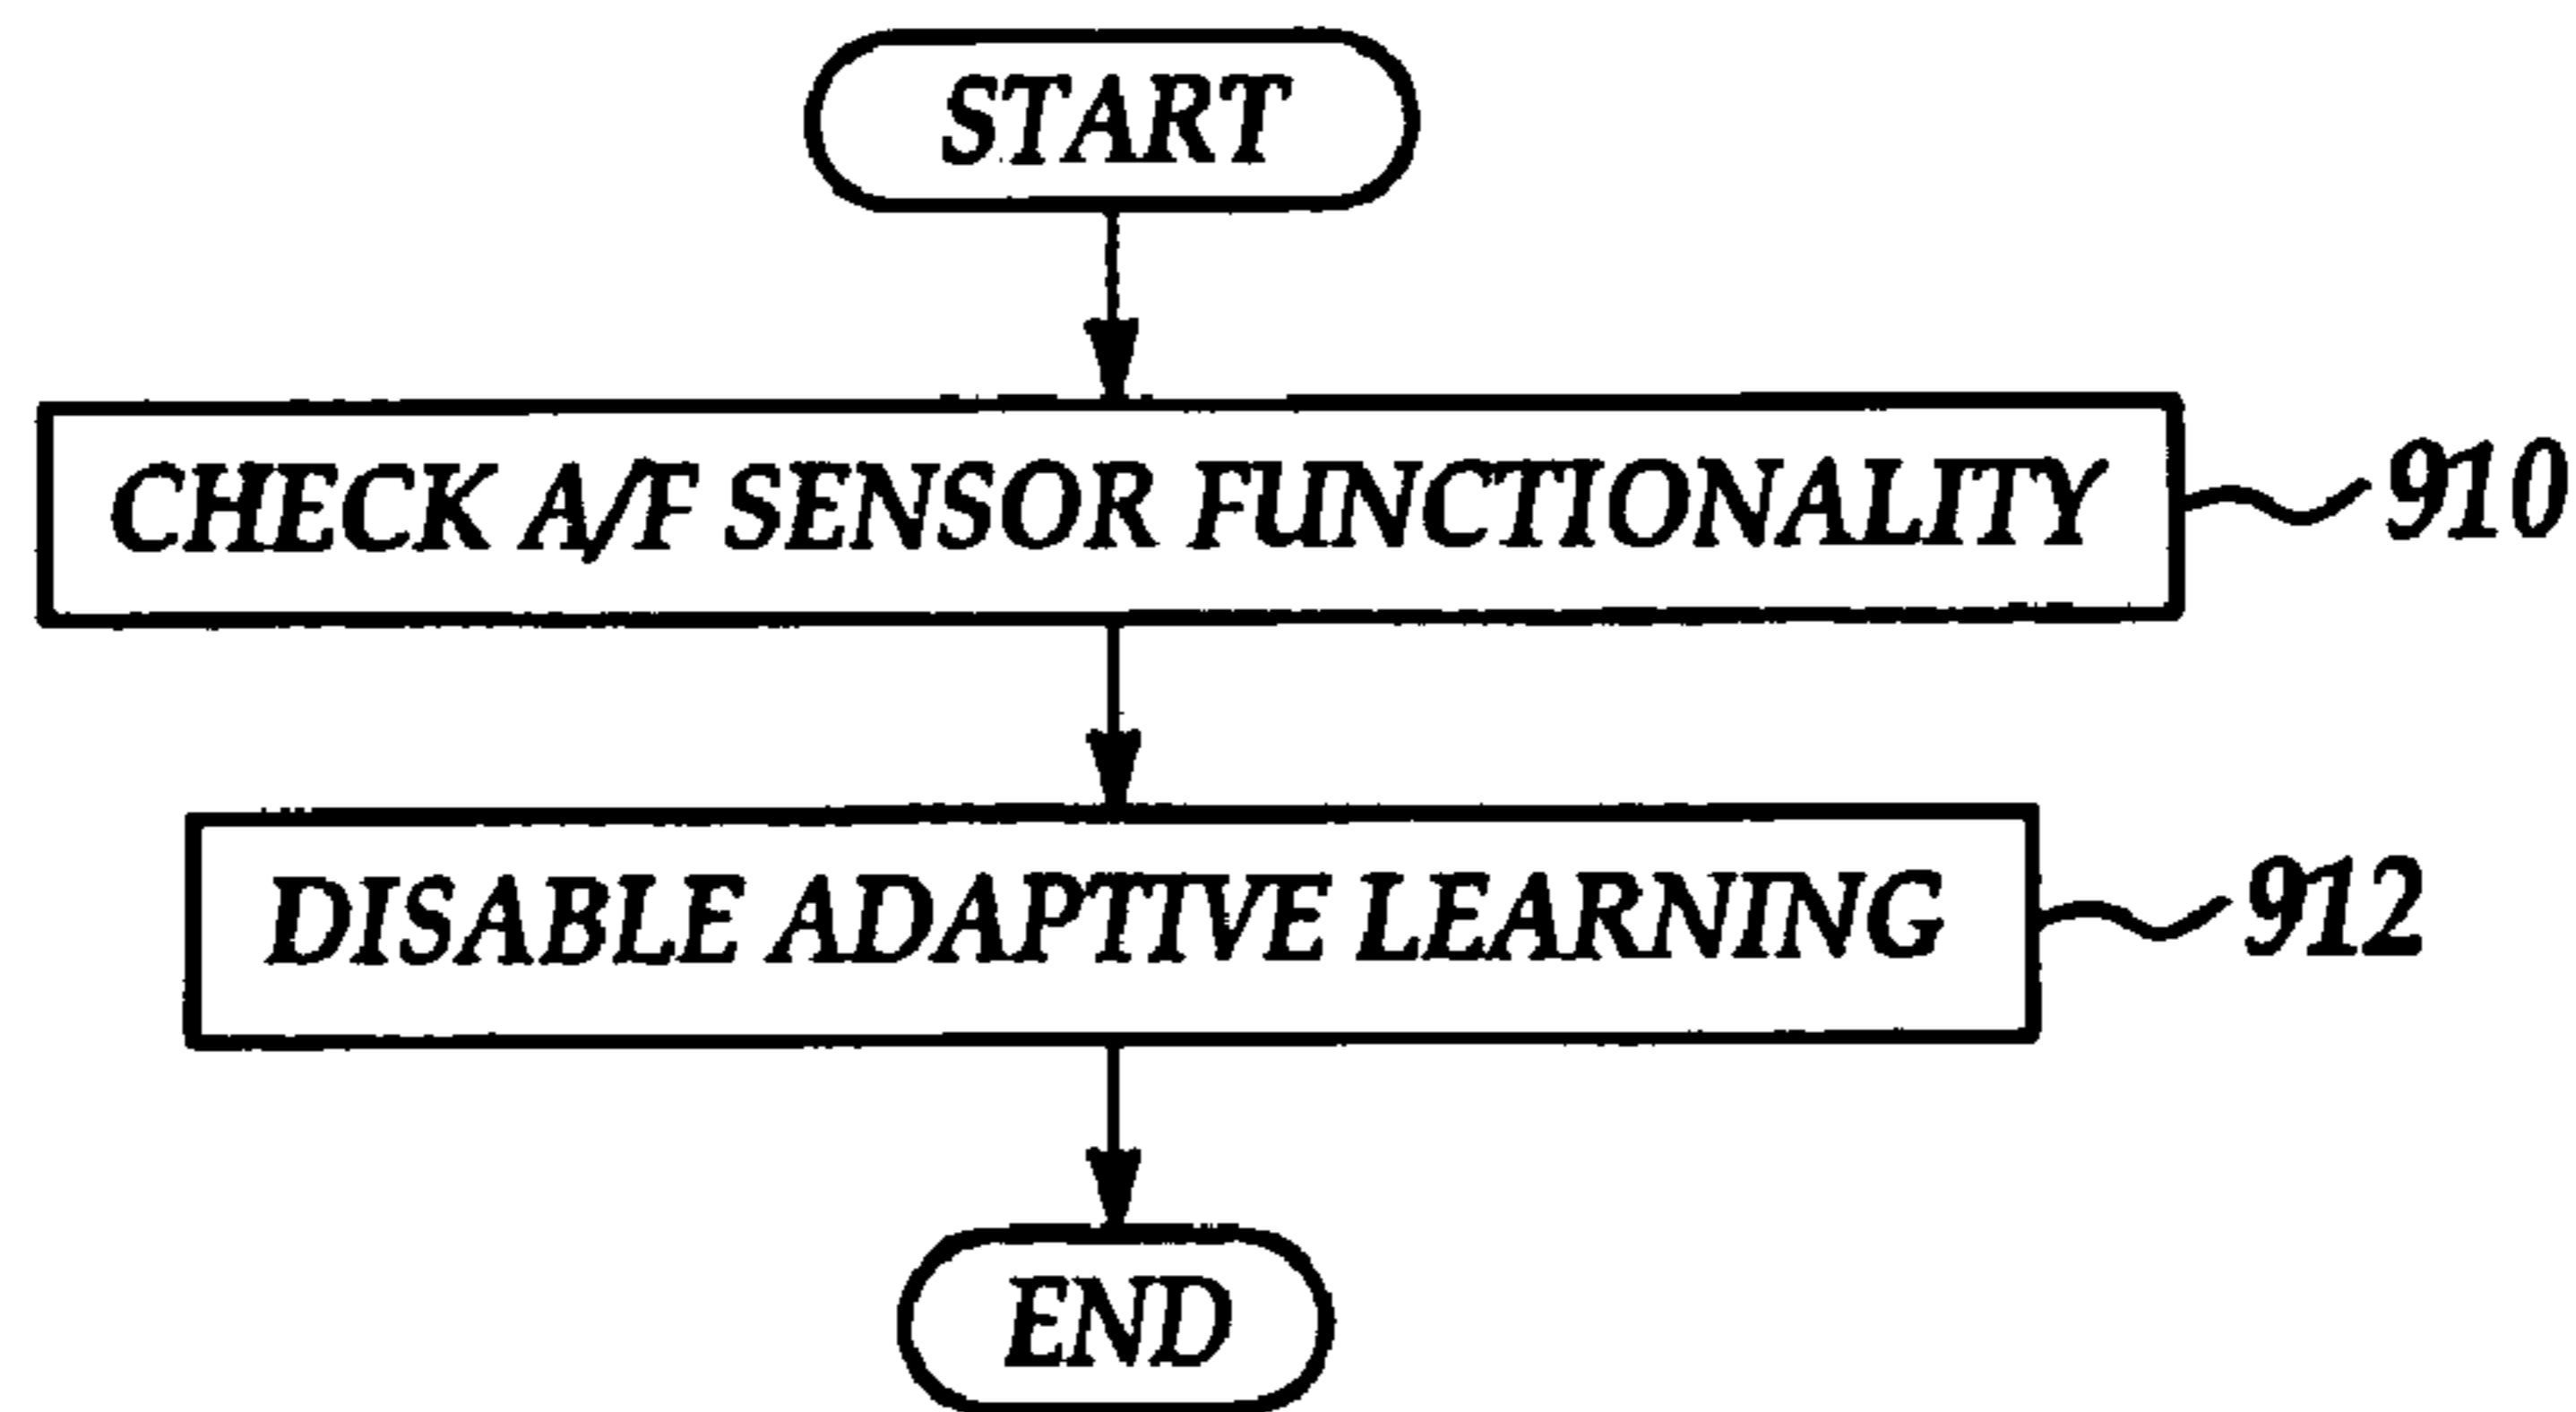 START
CHECK A/F SENSOR FUNCTIONALITY
910
DISABLE ADAPTIVE LEARNING
912
END